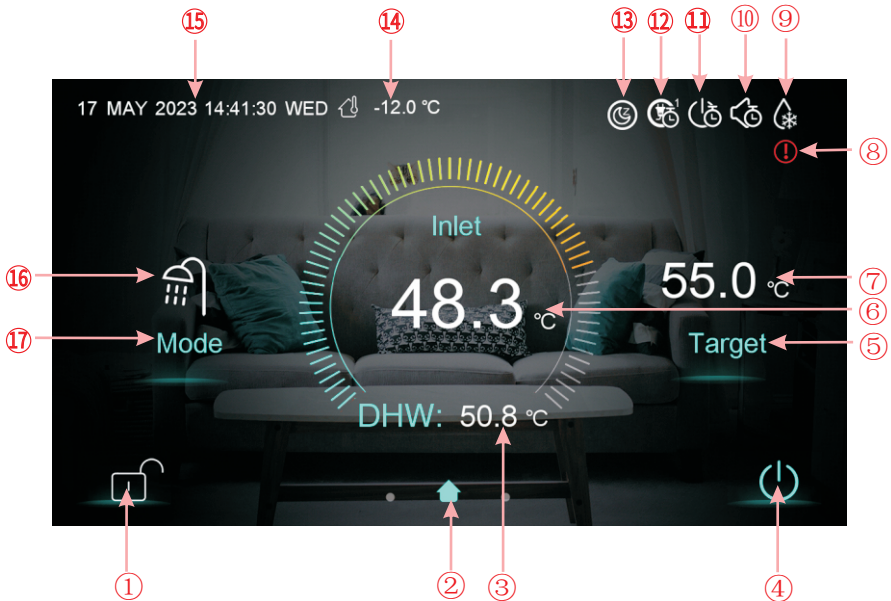 ⑮ ⑭ ⑬ ⑫ ⑪ ⑩ ⑨
17 MAY 2023 14:41:30 WED -12.0 ℃
1
⑧
Inlet
⑯ 55.0 ℃ ⑦
48.3 ℃ ⑥
⑰ Mode Target ⑤
DHW: 50.8 ℃
① ② ③ ④